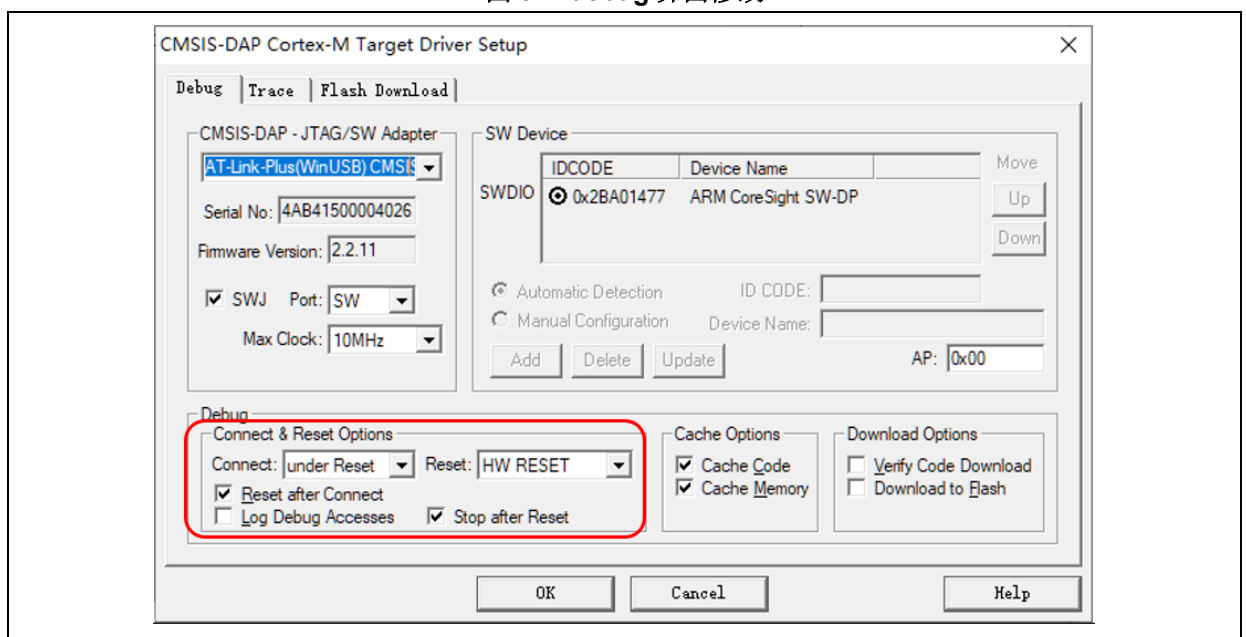 CMSIS-DAP Cortex-M Target Driver Setup
Debug Trace Flash Download
CMSIS-DAP - JTAG/SW Adapter
AT-Link-Plus(WinUSB) CMSIS
Serial No: 4AB41500004026
Firmware Version: 2.2.11
SWJ Port: SW
Max Clock: 10MHz
SW Device
IDCODE Device Name
SWDIO 0x2BA01477 ARM CoreSight SW-DP
Move
Up
Down
Automatic Detection ID CODE:
Manual Configuration Device Name:
Add Delete Update AP: 0x00
Debug
Connect & Reset Options
Connect: under Reset Reset: HW RESET
Reset after Connect
Log Debug Accesses Stop after Reset
Cache Options
Cache Code
Cache Memory
Download Options
Verify Code Download
Download to Flash
OK Cancel Help